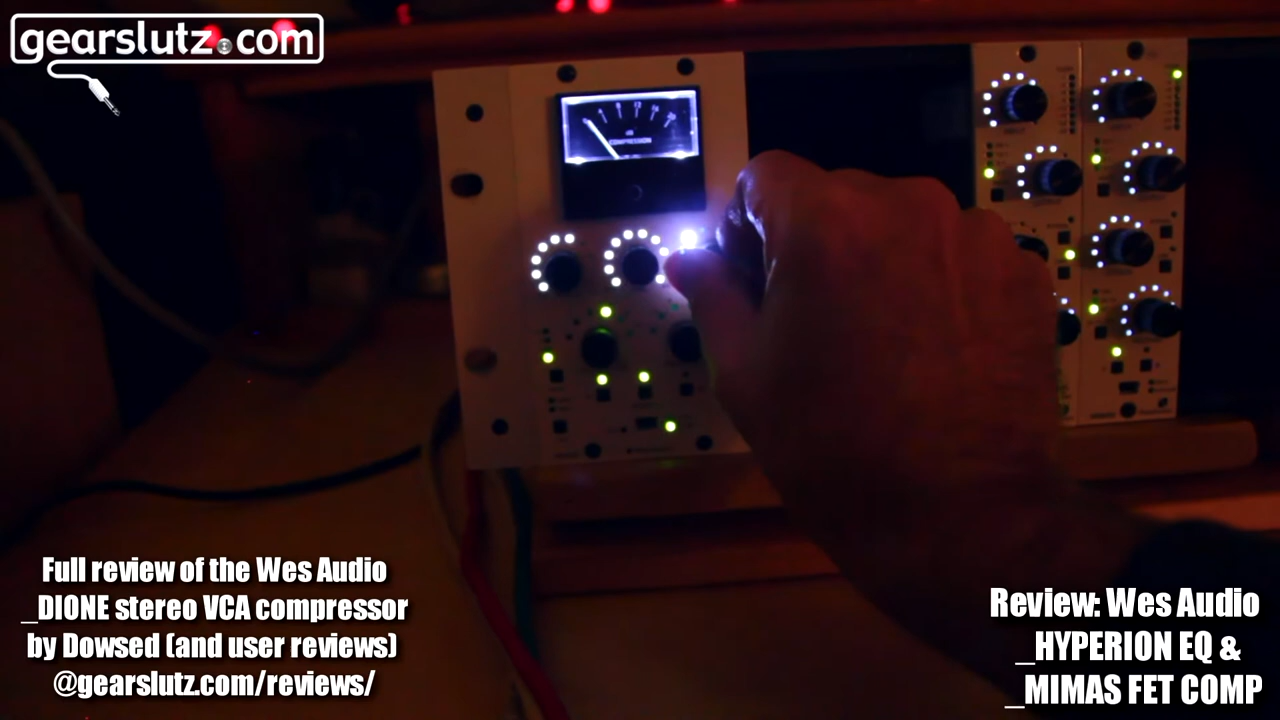 gearslutz.com
COMPRESSION
Full review of the Wes Audio
_DIONE stereo VCA compressor
by Dowsed (and user reviews)
@gearslutz.com/reviews/
Review: Wes Audio
_HYPERION EQ &
_MIMAS FET COMP